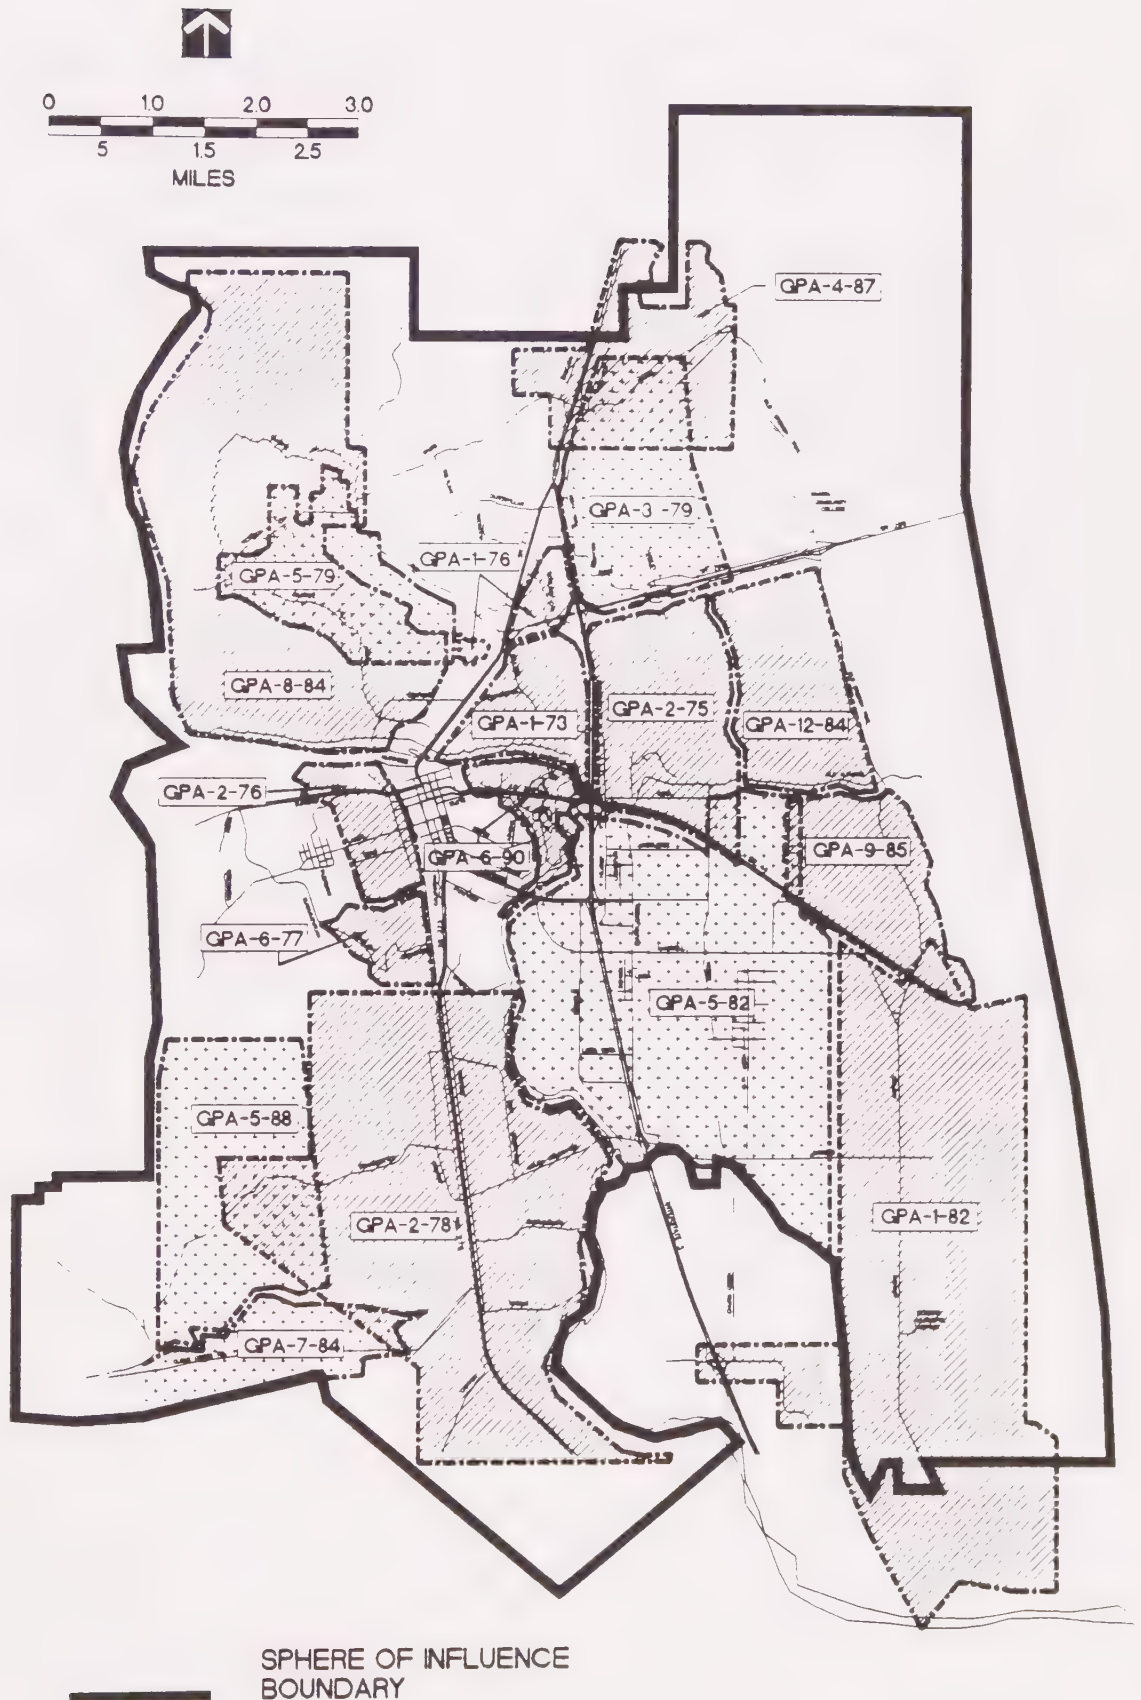 0 1.0 2.0 3.0
5 1.5 2.5
MILES
GPA-4-87
GPA-3 -79
GPA-1-76
GPA-5-79
GPA-8-84
GPA-1-73
GPA-2-75
GPA-12-84
GPA-2-76
GPA-6-90
GPA-9-85
GPA-6-77
GPA-5-82
GPA-5-88
GPA-2-78
GPA-1-82
GPA-7-84
SPHERE OF INFLUENCE
BOUNDARY